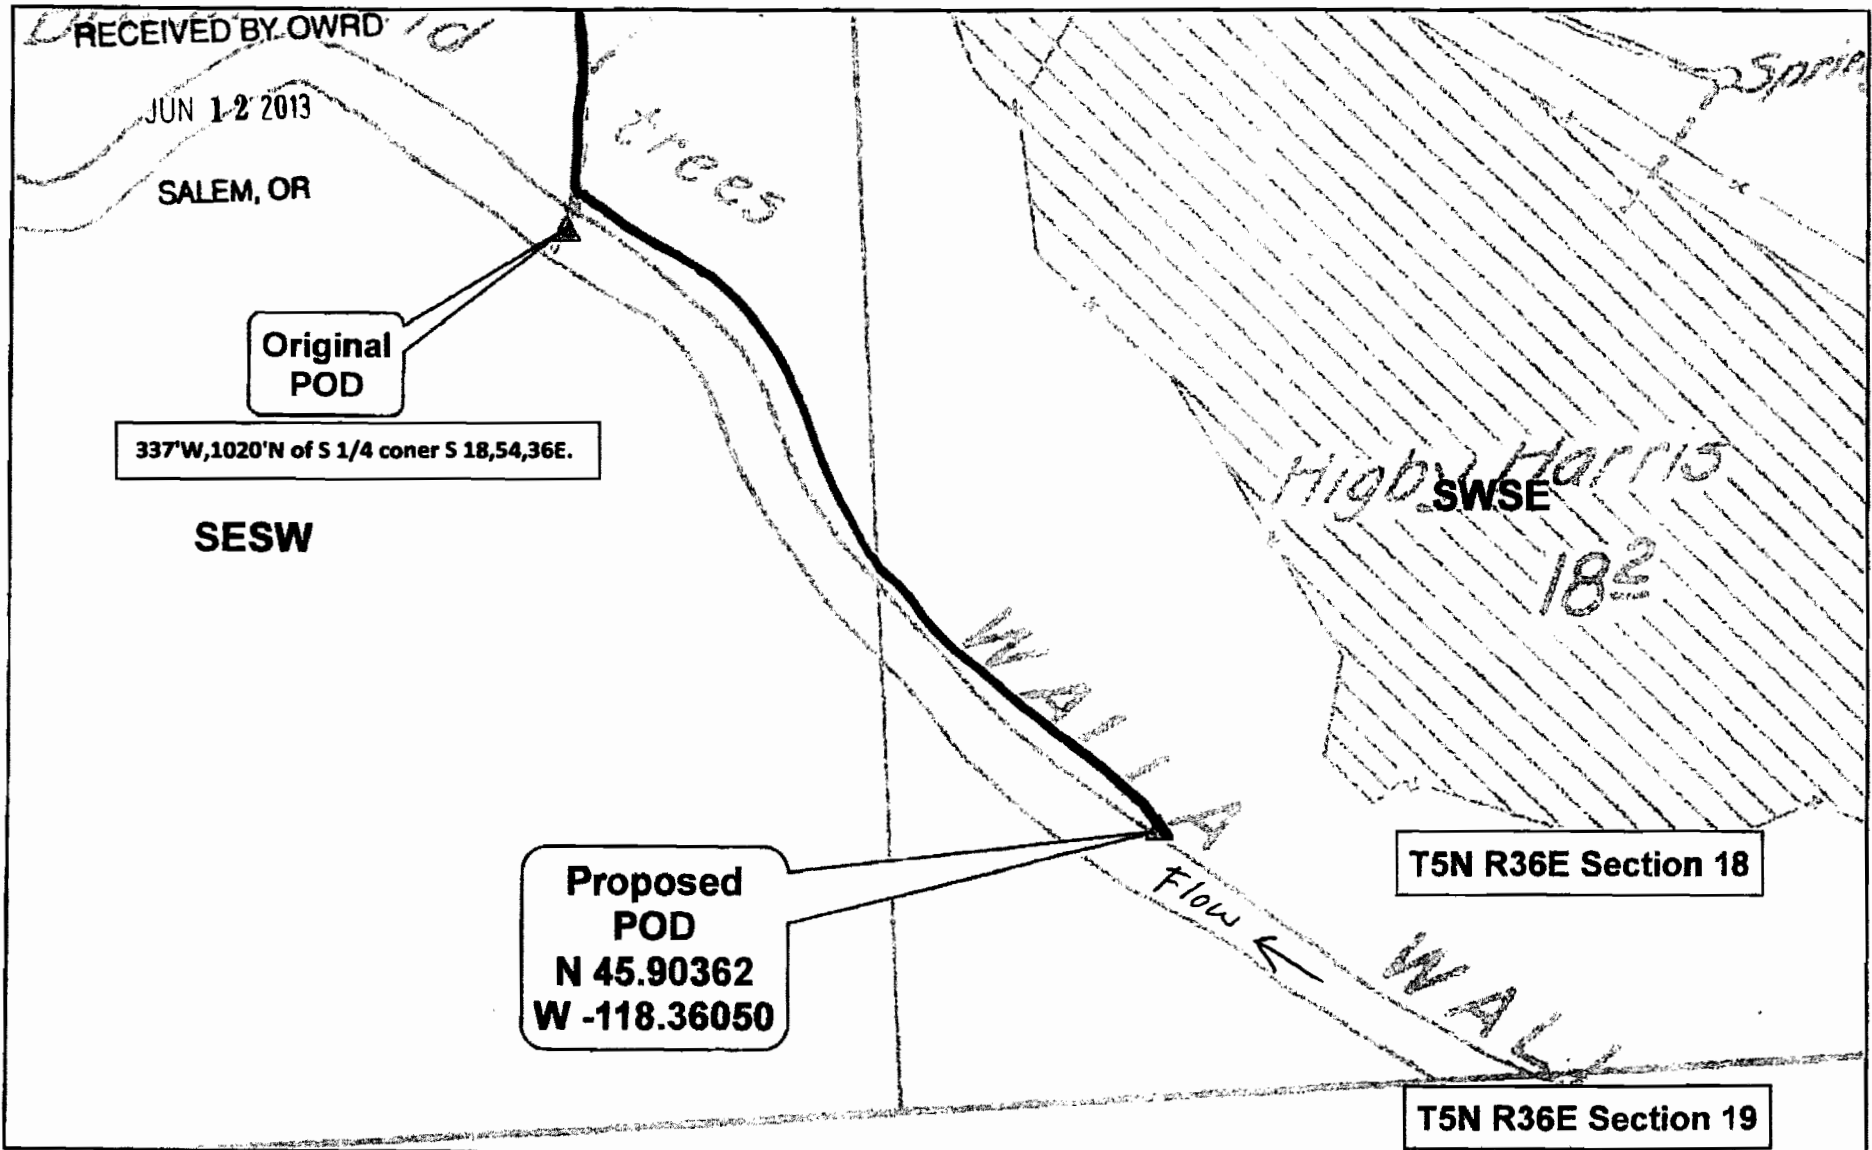 RECEIVED BY OWRD
JUN 12 2013
SALEM, OR
trees
Original
POD
337'W,1020'N of S 1/4 coner S 18,54,36E.
SESW
Harris
SWSE
18 2
WALLA
Proposed
POD
N 45.90362
W -118.36050
Flow
T5N R36E Section 18
T5N R36E Section 19